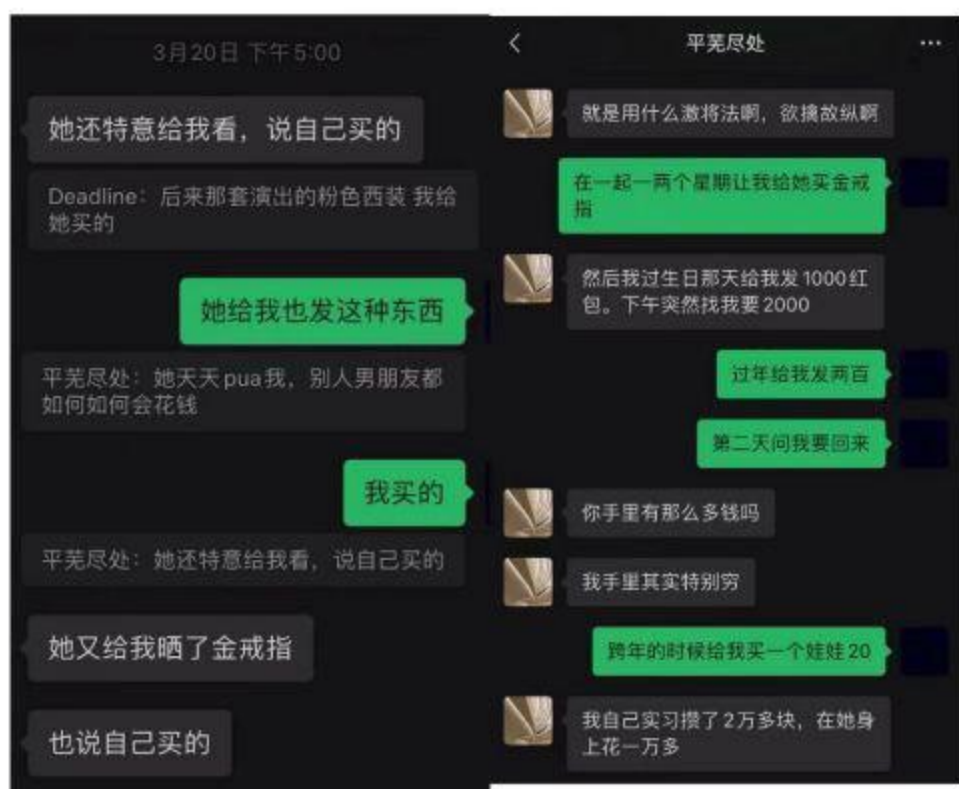 3月20日 下午5:00
她还特意给我看，说自己买的
Deadline：后来那套演出的粉色西装 我给
她买的
她给我也发这种东西
平芜尽处：她天天pua我，别人男朋友都
如何如何会花钱
我买的
平芜尽处：她还特意给我看，说自己买的
她又给我晒了金戒指
也说自己买的
平芜尽处
就是用什么激将法啊，欲擒故纵啊
在一起一两个星期让我给她买金戒
指
然后我过生日那天给我发1000红
包。下午突然找我要2000
过年给我发两百
第二天问我要回来
你手里有那么多钱吗
我手里其实特别穷
跨年的时候给我买一个娃娃20
我自己实习攒了2万多块，在她身
上花一万多